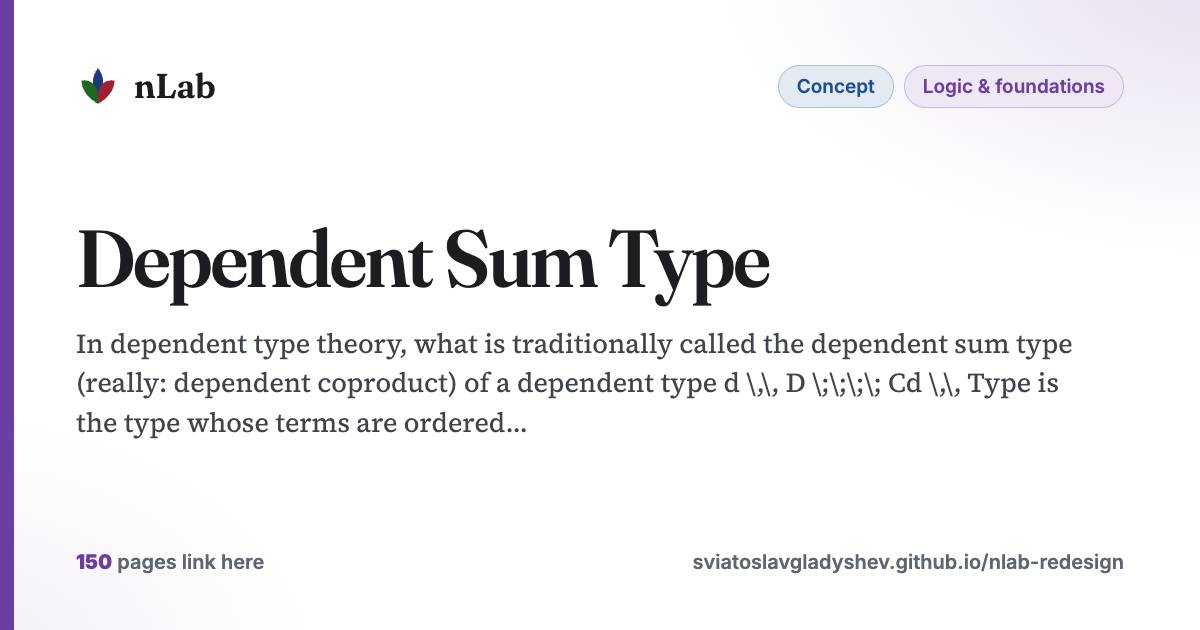 nLab
Concept
Logic & foundations
Dependent Sum Type
In dependent type theory, what is traditionally called the dependent sum type
(really: dependent coproduct) of a dependent type d \,\, D \;\;\;\; Cd \,\, Type is
the type whose terms are ordered...
150 pages link here
sviatoslavgladyshev.github.io/nlab-redesign